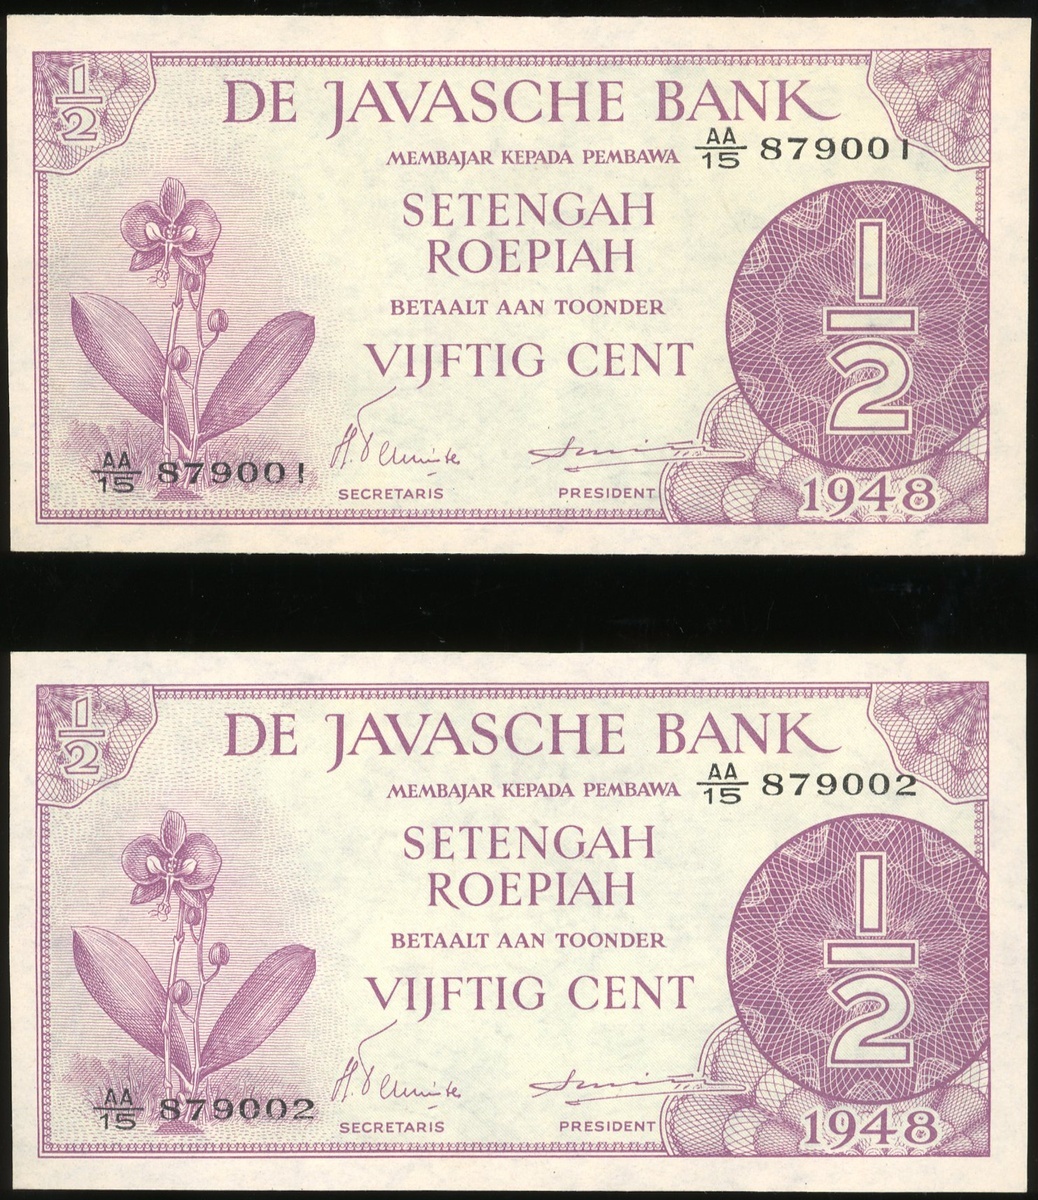 1/2
DE JAVASCHE BANK
MEMBAJAR KEPADA PEMBAWA
AA/15 879001
SETENGAH
ROEPIAH
BETAALT AAN TOONDER
VIJFTIG CENT
1/2
AA/15 879001
SECRETARIS
PRESIDENT
1948
1/2
DE JAVASCHE BANK
MEMBAJAR KEPADA PEMBAWA
AA/15 879002
SETENGAH
ROEPIAH
BETAALT AAN TOONDER
VIJFTIG CENT
1/2
AA/15 879002
SECRETARIS
PRESIDENT
1948